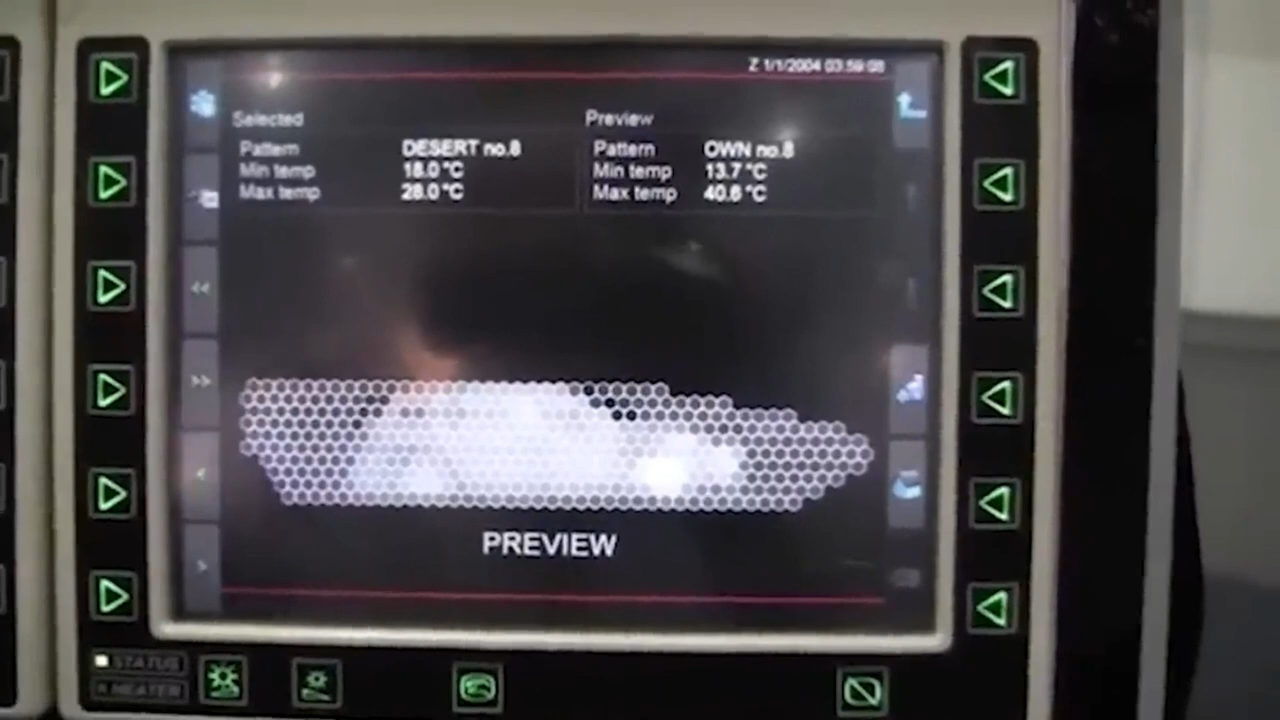 Z 1/1/2004 03:59:08
Selected
Pattern DESERT no.8
Min temp 18.0 °C
Max temp 28.0 °C
Preview
Pattern OWN no.8
Min temp 13.7 °C
Max temp 40.6 °C
<<
>>
<
>
PREVIEW
STATUS
HEATER